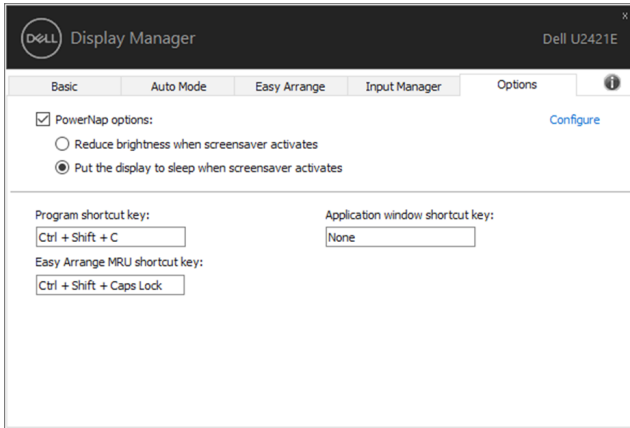 x
DELL Display Manager
Dell U2421E
Basic Auto Mode Easy Arrange Input Manager Options
PowerNap options: Configure
Reduce brightness when screensaver activates
Put the display to sleep when screensaver activates
Program shortcut key: Application window shortcut key:
Ctrl + Shift + C None
Easy Arrange MRU shortcut key:
Ctrl + Shift + Caps Lock